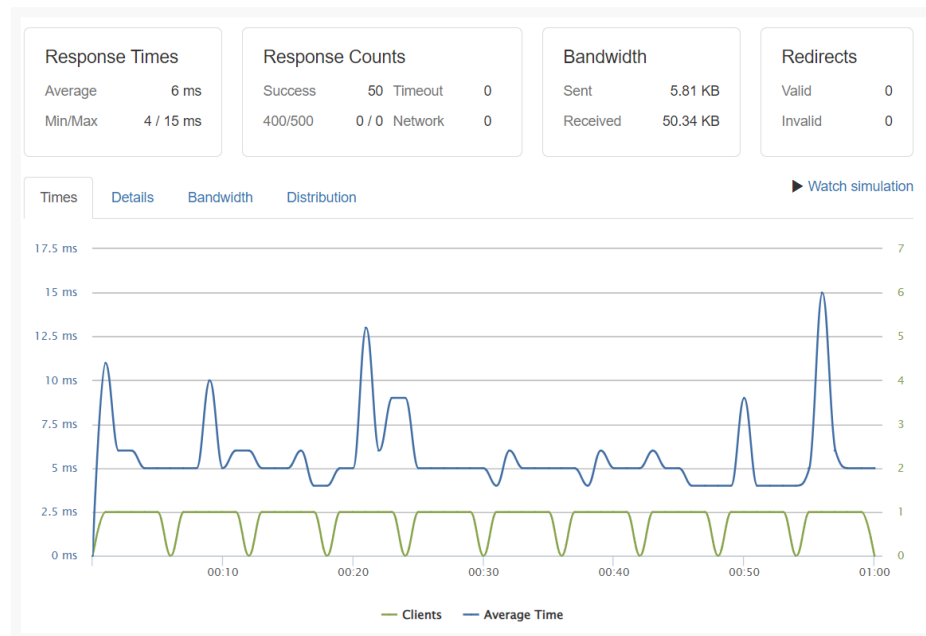 Response Times
Average 6 ms
Min/Max 4 / 15 ms
Response Counts
Success 50 Timeout 0
400/500 0 / 0 Network 0
Bandwidth
Sent 5.81 KB
Received 50.34 KB
Redirects
Valid 0
Invalid 0
Times Details Bandwidth Distribution Watch simulation
17.5 ms 7
15 ms 6
12.5 ms 5
10 ms 4
7.5 ms 3
5 ms 2
2.5 ms 1
0 ms 0
00:10 00:20 00:30 00:40 00:50 01:00
Clients Average Time